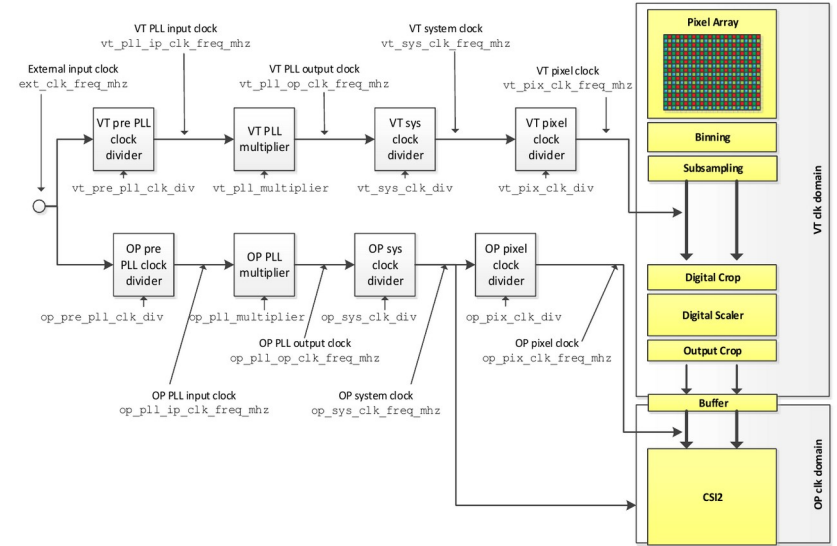 VT PLL input clock
vt_pll_ip_clk_freq_mhz
VT system clock
vt_sys_clk_freq_mhz
External input clock
ext_clk_freq_mhz
VT PLL output clock
vt_pll_op_clk_freq_mhz
VT pixel clock
vt_pix_clk_freq_mhz
VT pre PLL
clock
divider
VT PLL
multiplier
VT sys
clock
divider
VT pixel
clock
divider
vt_pre_pll_clk_div
vt_pll_multiplier
vt_sys_clk_div
vt_pix_clk_div
OP pre
PLL clock
divider
OP PLL
multiplier
OP sys
clock
divider
OP pixel
clock
divider
op_pre_pll_clk_div
op_pll_multiplier
op_sys_clk_div
op_pix_clk_div
OP PLL output clock
op_pll_op_clk_freq_mhz
OP pixel clock
op_pix_clk_freq_mhz
OP PLL input clock
op_pll_ip_clk_freq_mhz
OP system clock
op_sys_clk_freq_mhz
Pixel Array
Binning
Subsampling
Digital Crop
Digital Scaler
Output Crop
Buffer
CSI2
VT clk domain
OP clk domain